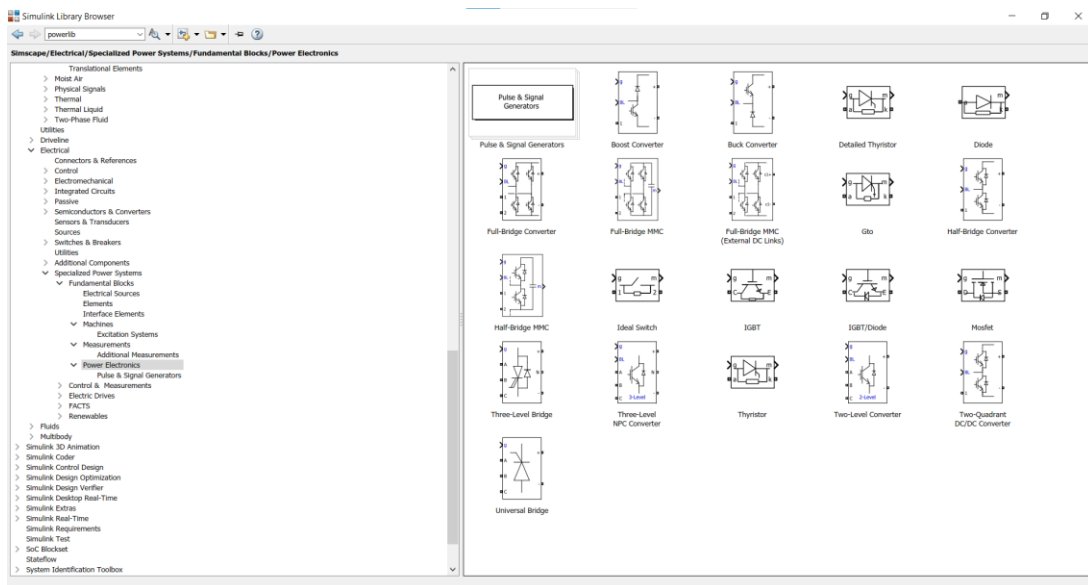 Simulink Library Browser
powerlib
Simscape/Electrical/Specialized Power Systems/Fundamental Blocks/Power Electronics
Translational Elements
Moist Air
Physical Signals
Thermal
Thermal Liquid
Two-Phase Fluid
Utilities
Driveline
Electrical
Connectors & References
Control
Electromechanical
Integrated Circuits
Passive
Semiconductors & Converters
Sensors & Transducers
Sources
Switches & Breakers
Utilities
Additional Components
Specialized Power Systems
Fundamental Blocks
Electrical Sources
Elements
Interface Elements
Machines
Excitation Systems
Measurements
Additional Measurements
Power Electronics
Pulse & Signal Generators
Control & Measurements
Electric Drives
FACTS
Renewables
Fluids
Multibody
Simulink 3D Animation
Simulink Coder
Simulink Control Design
Simulink Design Optimization
Simulink Design Verifier
Simulink Desktop Real-Time
Simulink Extras
Simulink Real-Time
Simulink Requirements
Simulink Test
SoC Blockset
Stateflow
System Identification Toolbox
Pulse & Signal
Generators
Pulse & Signal Generators
Boost Converter
Buck Converter
Detailed Thyristor
Diode
Full-Bridge Converter
Full-Bridge MMC
Full-Bridge MMC
(External DC Links)
Gto
Half-Bridge Converter
Half-Bridge MMC
Ideal Switch
IGBT
IGBT/Diode
Mosfet
Three-Level Bridge
3-Level
Three-Level
NPC Converter
Thyristor
2-Level
Two-Level Converter
Two-Quadrant
DC/DC Converter
Universal Bridge